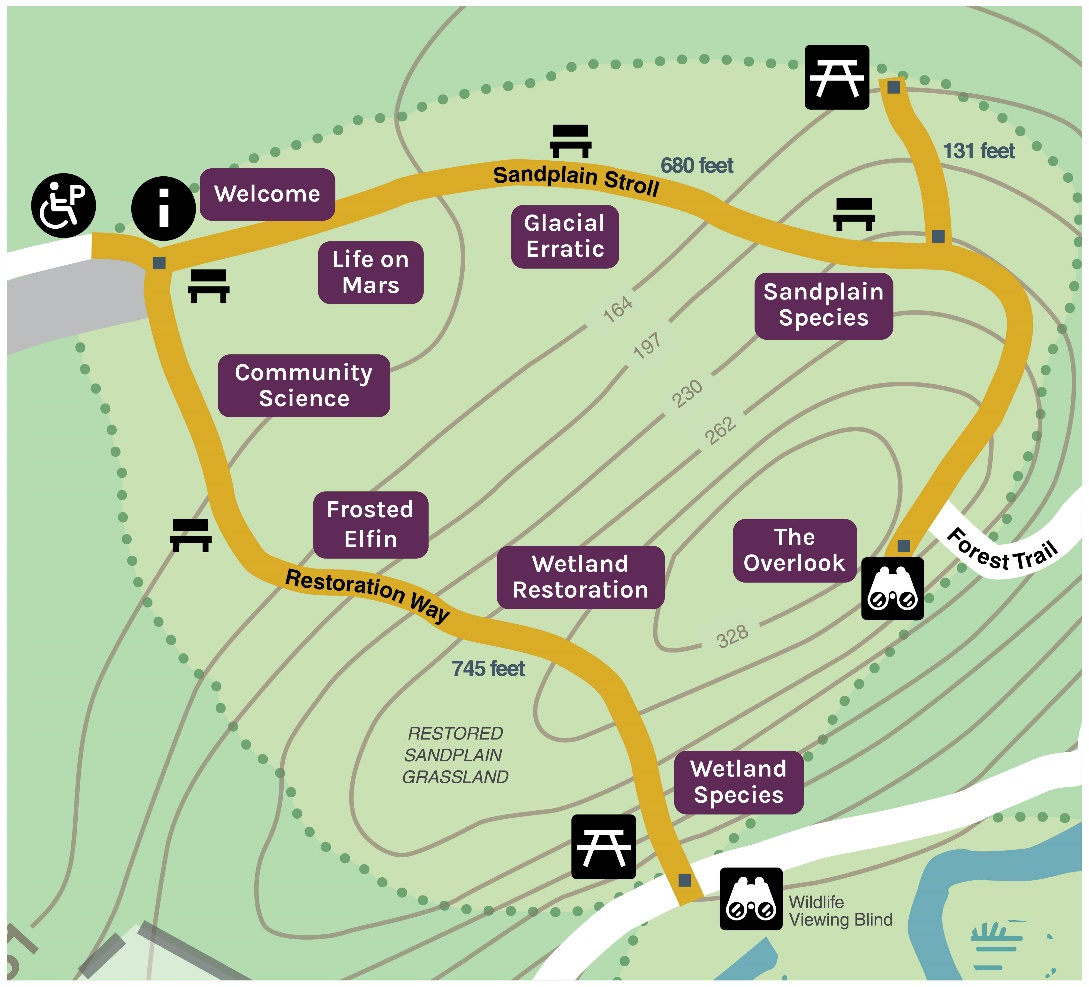 131 feet
680 feet
Sandplain Stroll
P
i
Welcome
Glacial
Erratic
Life on
Mars
Sandplain
Species
164
197
230
262
Community
Science
Frosted
Elfin
The
Overlook
Forest Trail
Wetland
Restoration
Restoration Way
328
745 feet
RESTORED
SANDPLAIN
GRASSLAND
Wetland
Species
Wildlife
Viewing Blind